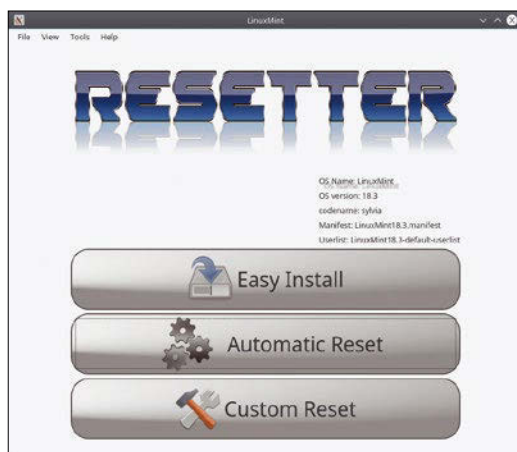 LinuxMint
File View Tools Help
RESETTER
OS Name: LinuxMint
OS version: 18.3
codename: sylvia
Manifest: LinuxMint18.3.manifest
Userlist: LinuxMint18.3-default-userlist
Easy Install
Automatic Reset
Custom Reset